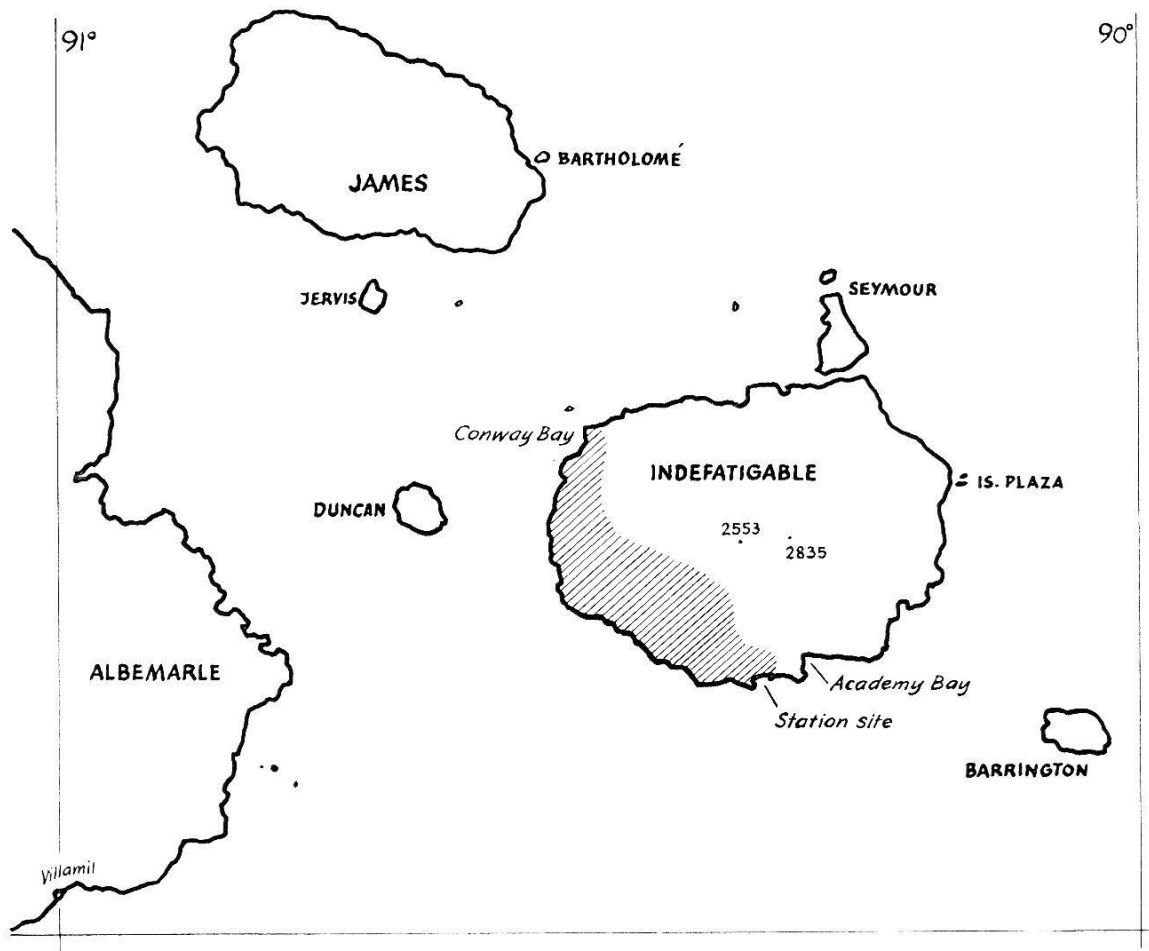 91°
90°
BARTHOLOMÉ
JAMES
JERVIS
SEYMOUR
Conway Bay
INDEFATIGABLE
IS. PLAZA
DUNCAN
2553
2835
ALBEMARLE
Academy Bay
Station site
BARRINGTON
Villamil